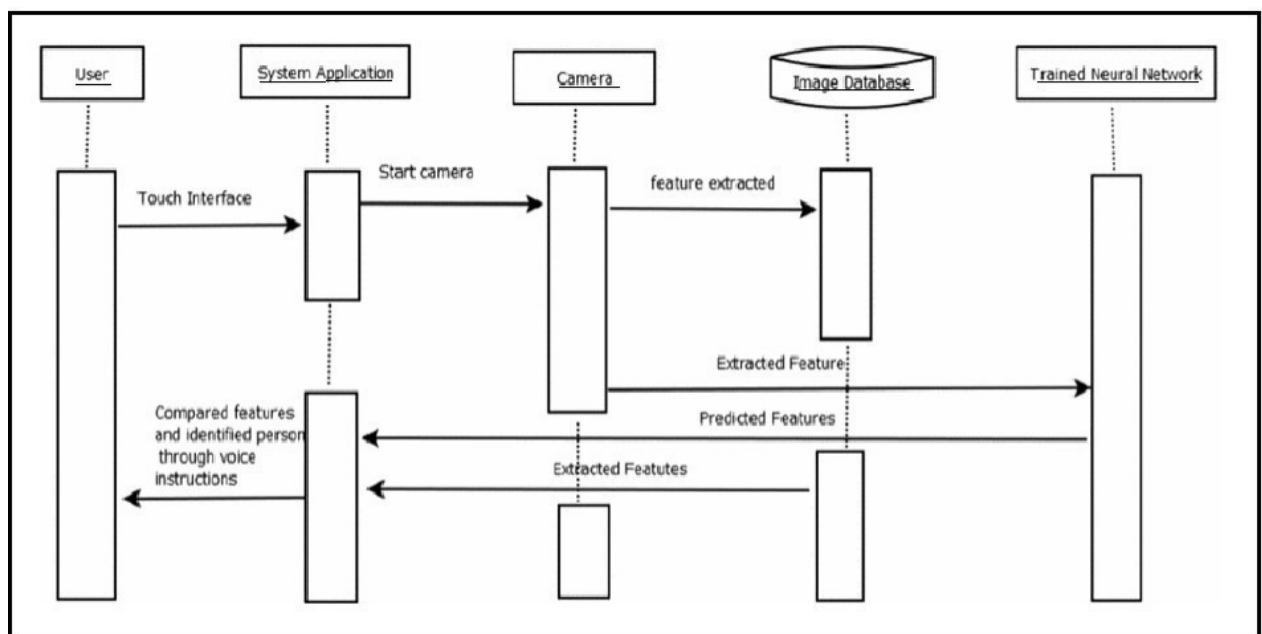 User
System Application
Camera
Image Database
Trained Neural Network
Start camera
feature extracted
Touch Interface
Extracted Feature
Compared features
and identified person
through voice
instructions
Predicted Features
Extracted Featutes